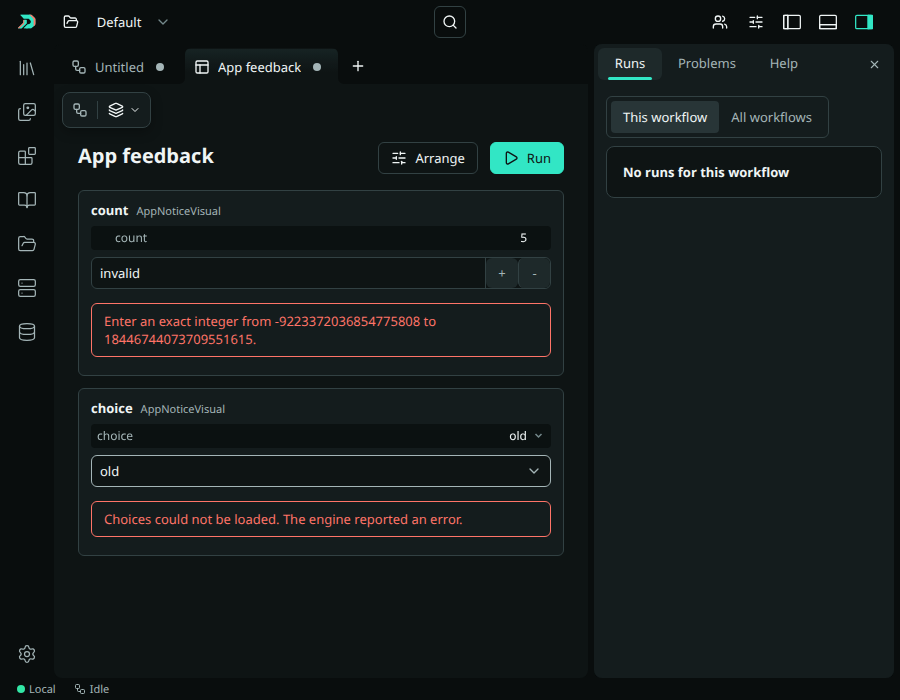 Default
Untitled
App feedback
Runs
Problems
Help
This workflow
All workflows
No runs for this workflow
App feedback
Arrange
Run
count AppNoticeVisual
count 5
invalid + -
Enter an exact integer from -9223372036854775808 to
18446744073709551615.
choice AppNoticeVisual
choice old
old
Choices could not be loaded. The engine reported an error.
Local
Idle